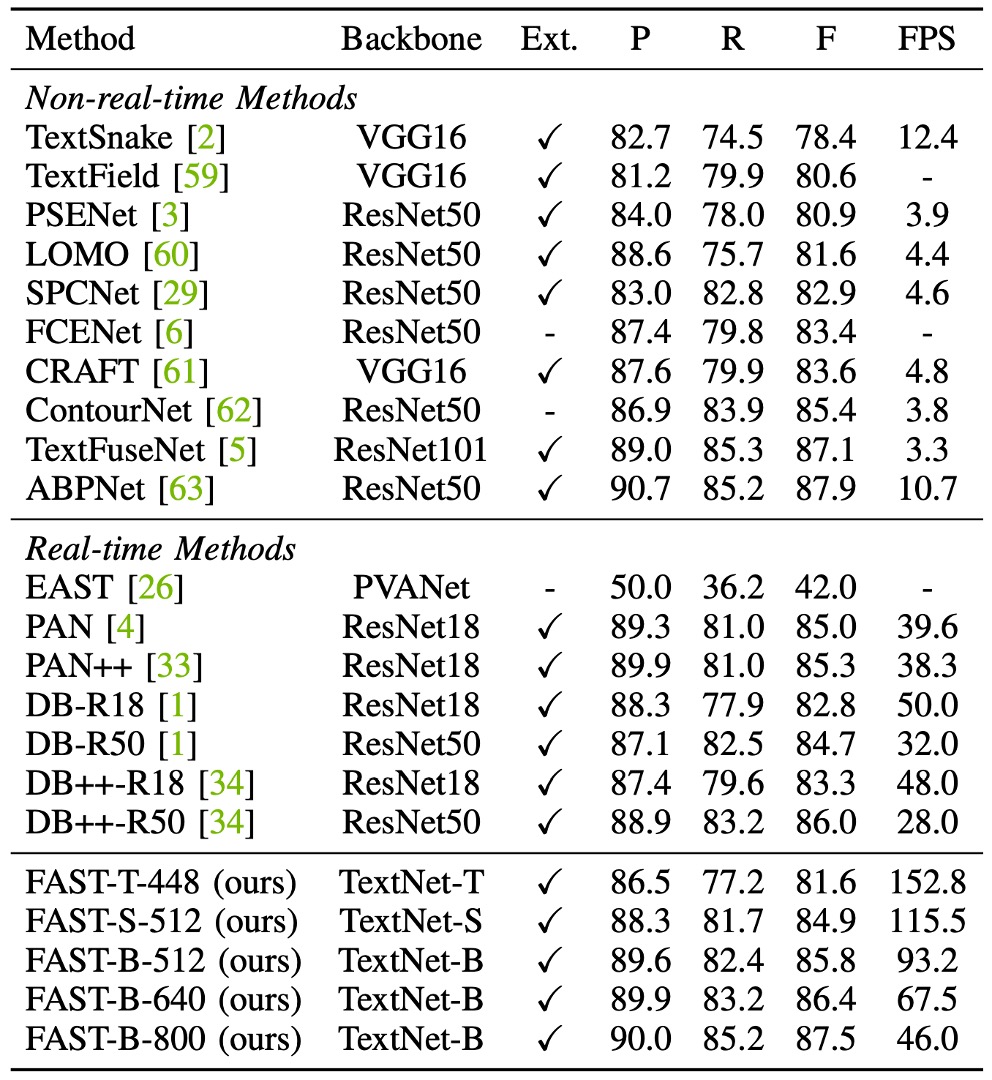 Method Backbone Ext. P R F FPS
Non-real-time Methods
TextSnake [2] VGG16 ✓ 82.7 74.5 78.4 12.4
TextField [59] VGG16 ✓ 81.2 79.9 80.6 -
PSENet [3] ResNet50 ✓ 84.0 78.0 80.9 3.9
LOMO [60] ResNet50 ✓ 88.6 75.7 81.6 4.4
SPCNet [29] ResNet50 ✓ 83.0 82.8 82.9 4.6
FCENet [6] ResNet50 - 87.4 79.8 83.4 -
CRAFT [61] VGG16 ✓ 87.6 79.9 83.6 4.8
ContourNet [62] ResNet50 - 86.9 83.9 85.4 3.8
TextFuseNet [5] ResNet101 ✓ 89.0 85.3 87.1 3.3
ABPNet [63] ResNet50 ✓ 90.7 85.2 87.9 10.7
Real-time Methods
EAST [26] PVANet - 50.0 36.2 42.0 -
PAN [4] ResNet18 ✓ 89.3 81.0 85.0 39.6
PAN++ [33] ResNet18 ✓ 89.9 81.0 85.3 38.3
DB-R18 [1] ResNet18 ✓ 88.3 77.9 82.8 50.0
DB-R50 [1] ResNet50 ✓ 87.1 82.5 84.7 32.0
DB++-R18 [34] ResNet18 ✓ 87.4 79.6 83.3 48.0
DB++-R50 [34] ResNet50 ✓ 88.9 83.2 86.0 28.0
FAST-T-448 (ours) TextNet-T ✓ 86.5 77.2 81.6 152.8
FAST-S-512 (ours) TextNet-S ✓ 88.3 81.7 84.9 115.5
FAST-B-512 (ours) TextNet-B ✓ 89.6 82.4 85.8 93.2
FAST-B-640 (ours) TextNet-B ✓ 89.9 83.2 86.4 67.5
FAST-B-800 (ours) TextNet-B ✓ 90.0 85.2 87.5 46.0